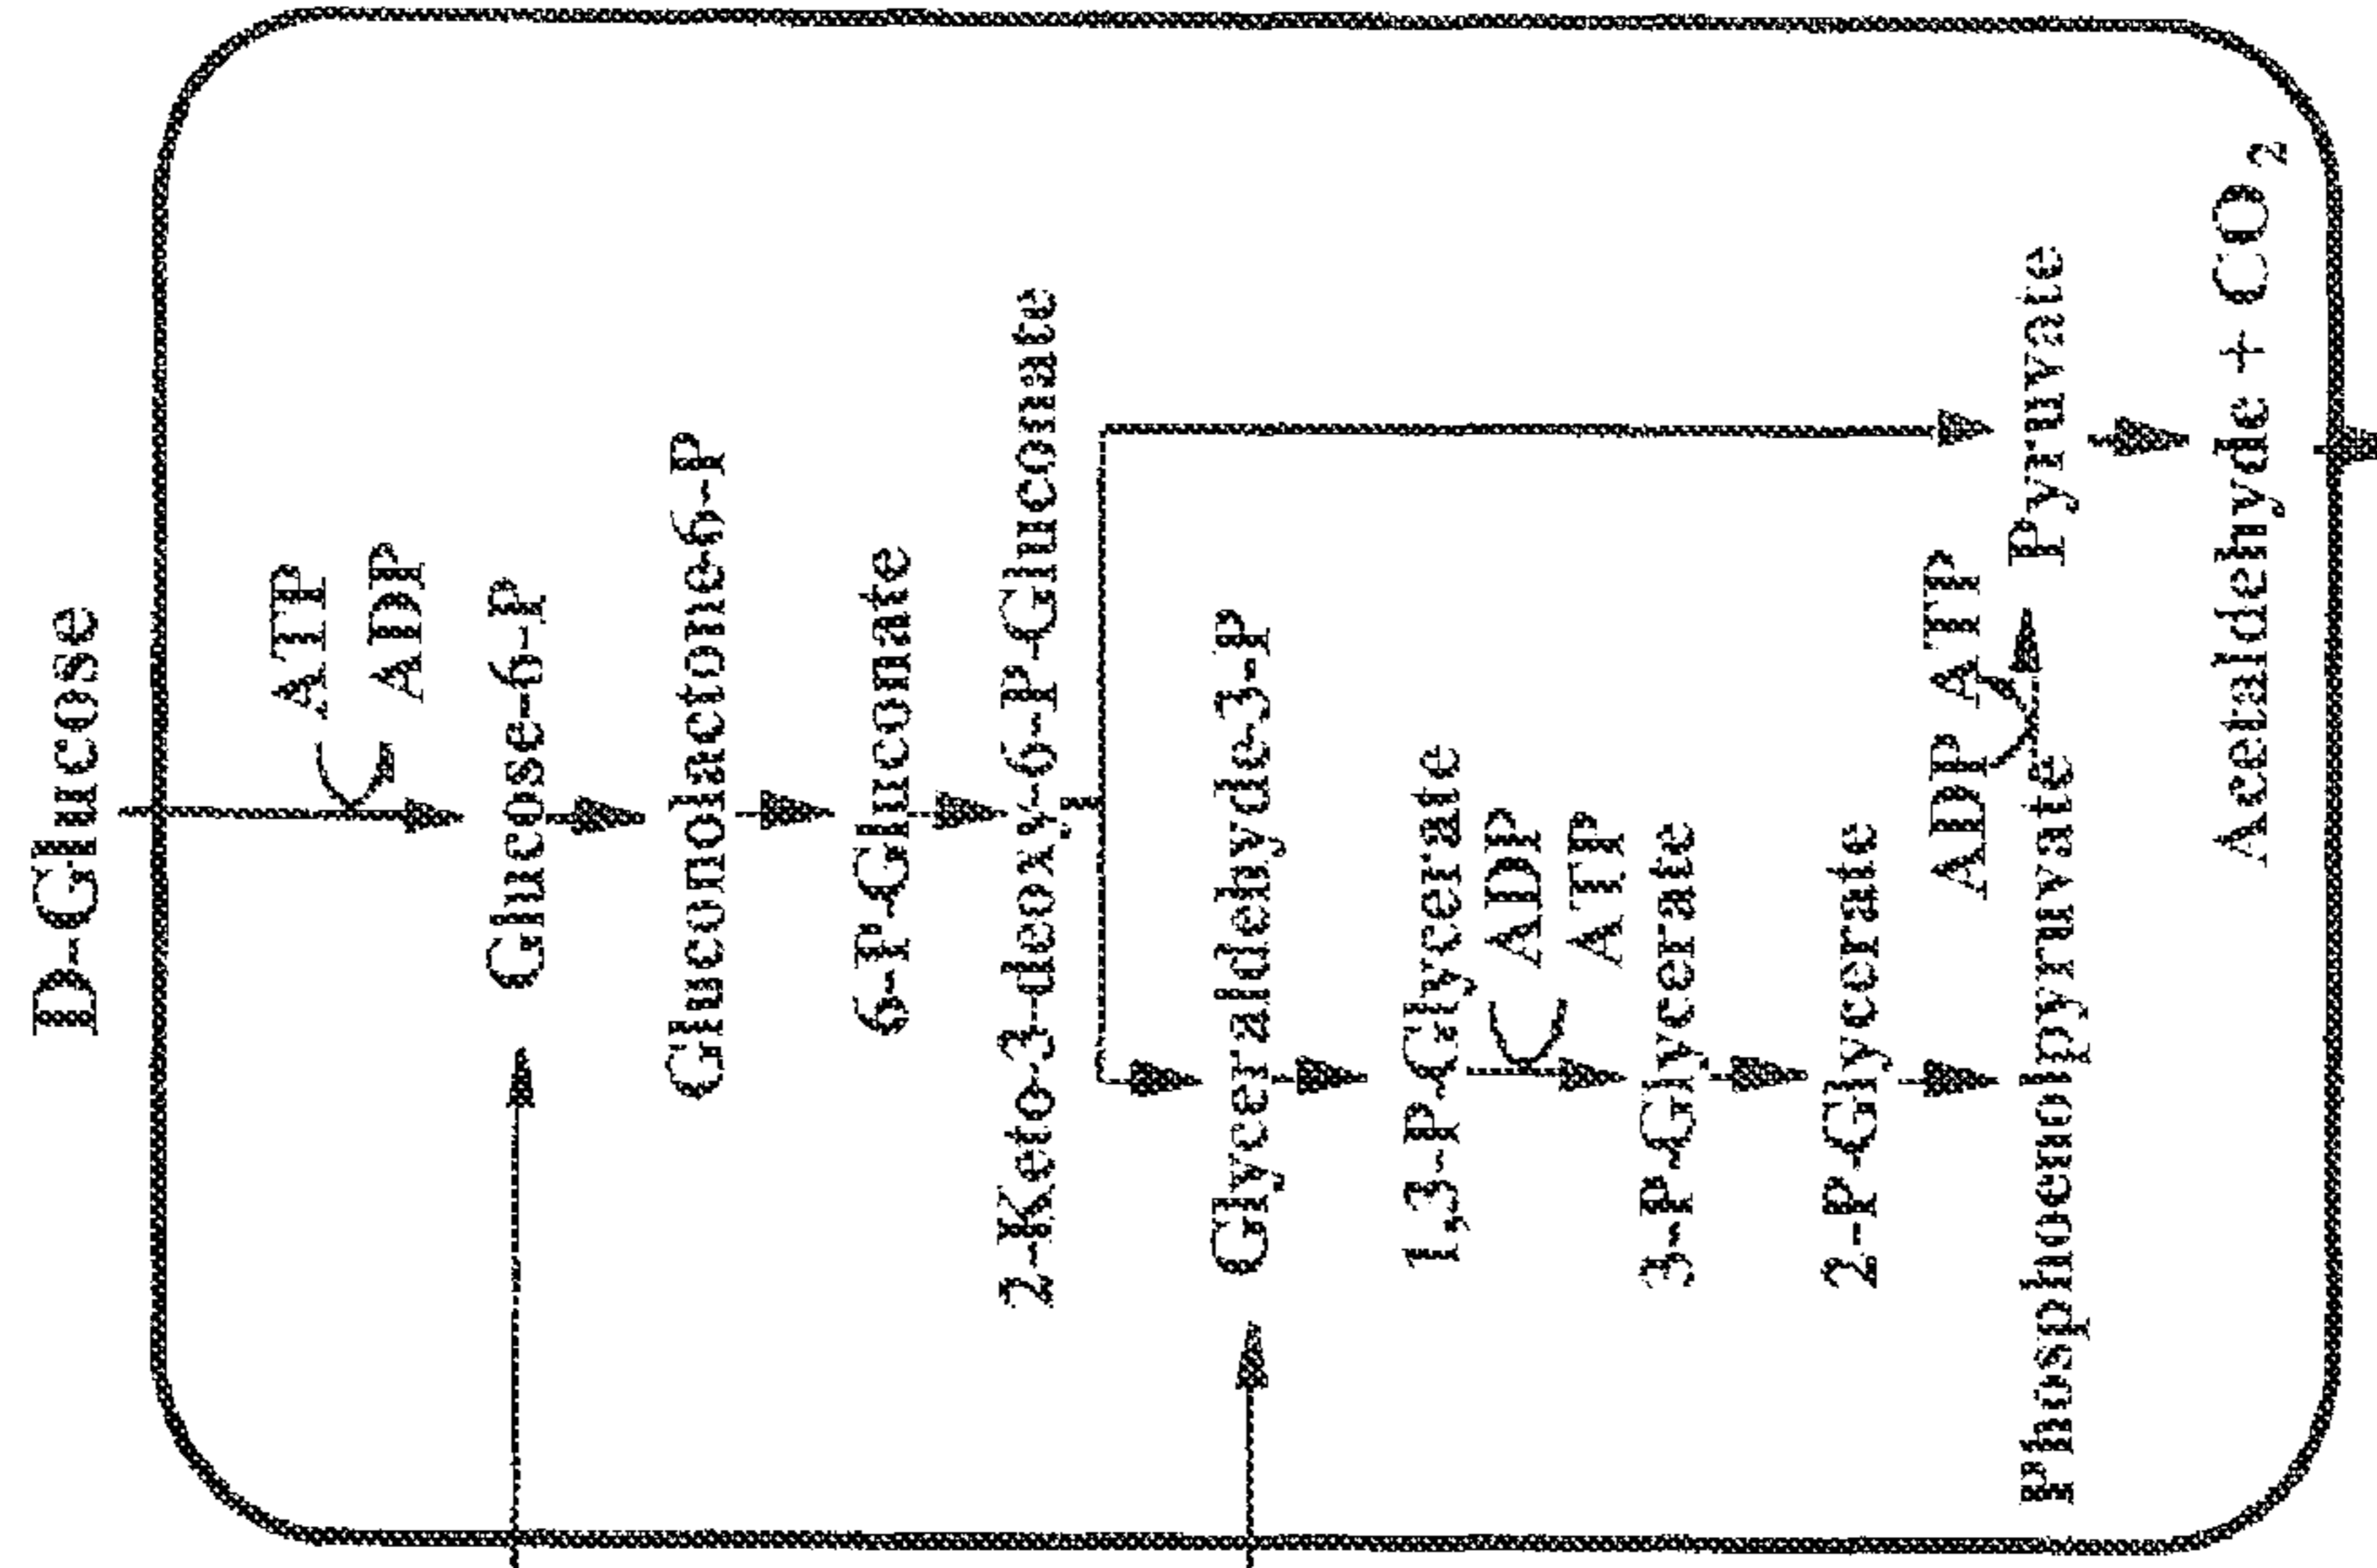 D-Glucose
ATP
ADP
Glucose-6-P
Gluconolactone-6-P
6-P-Gluconate
2-Keto-3-deoxy-6-P-Gluconate
Glyceraldehyde-3-P
1,3-P-Glycerate
ADP
ATP
3-P-Glycerate
2-P-Glycerate
ADP ATP
Phosphoenolpyruvate
Pyruvate
Acetaldehyde + CO₂